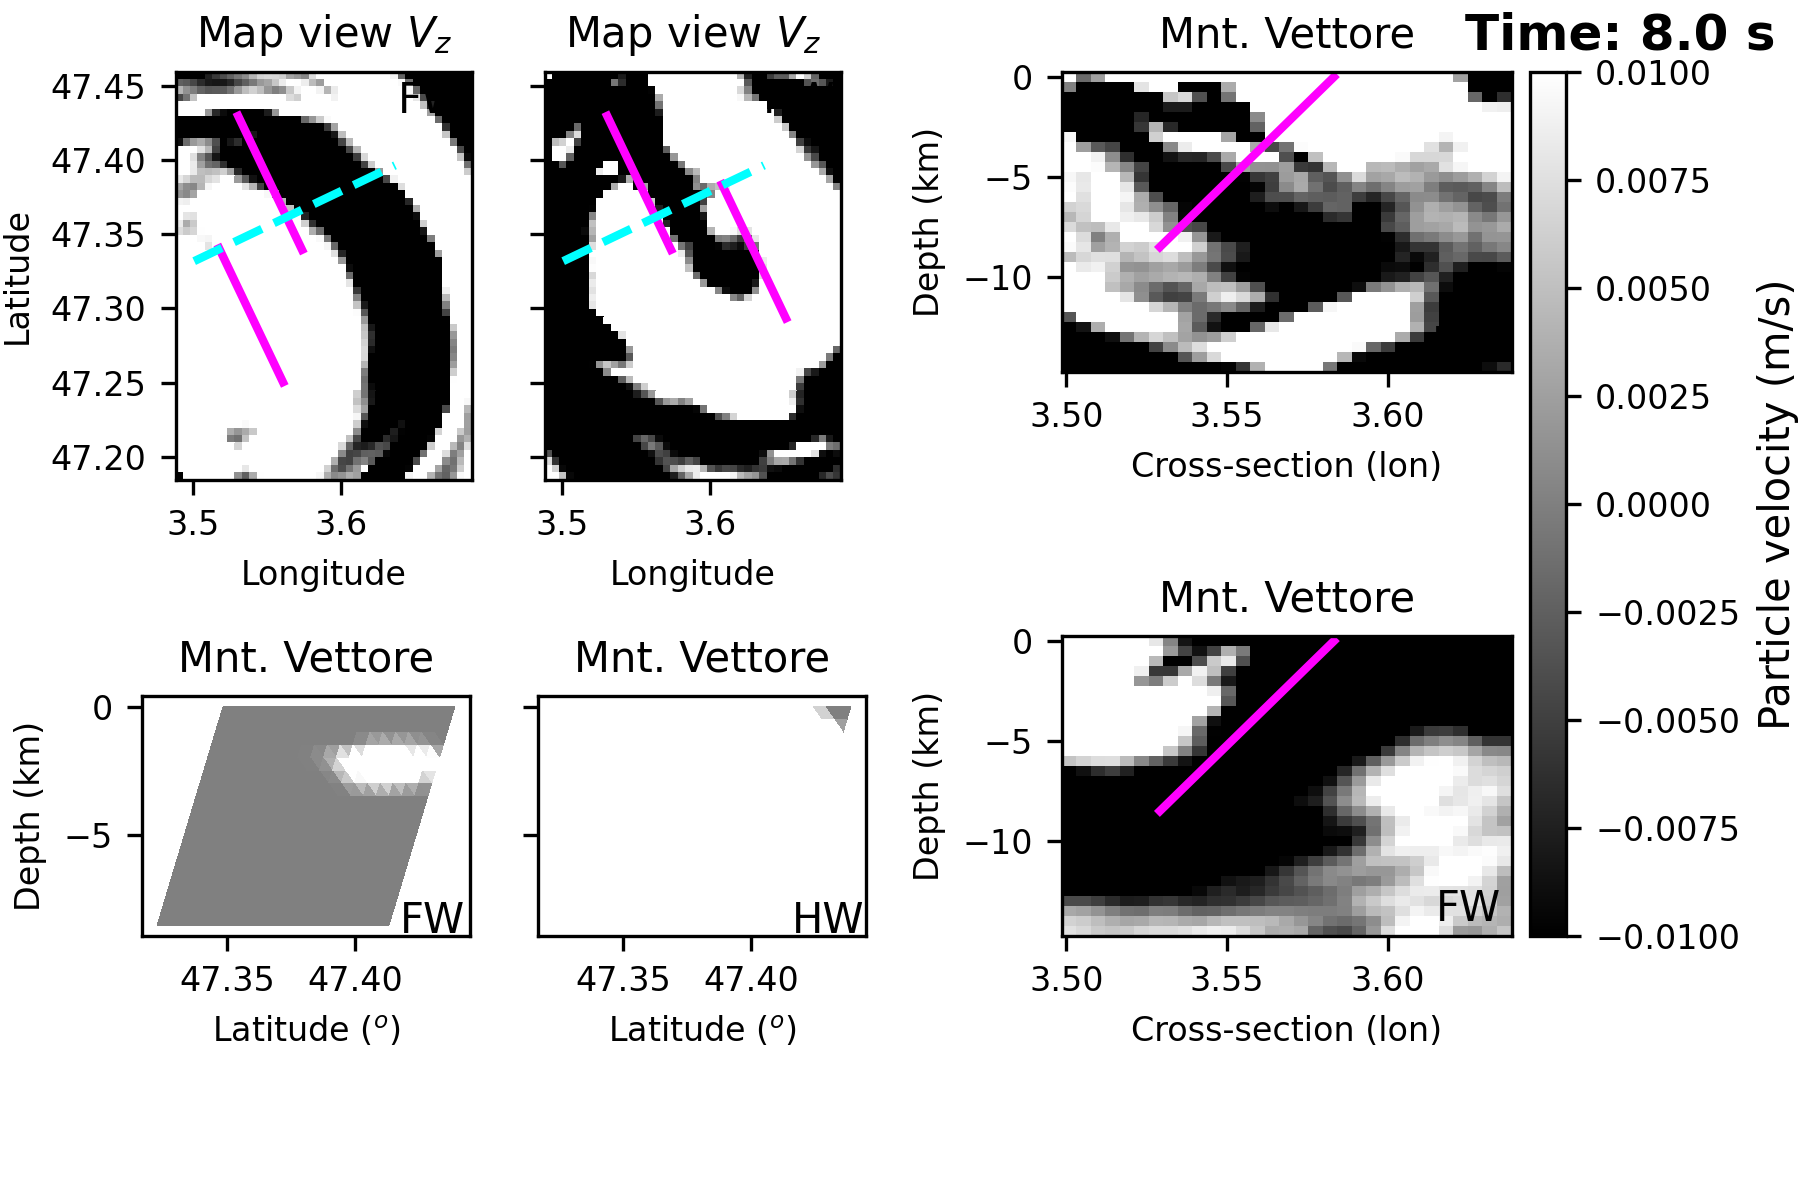 Map view Vz
Map view Vz
Mnt. Vettore
Time: 8.0 s
47.45
47.40
47.35
47.30
47.25
47.20
Latitude
F
3.5
3.6
Longitude
3.5
3.6
Longitude
0
−5
−10
Depth (km)
3.50
3.55
3.60
Cross-section (lon)
0.0100
0.0075
0.0050
0.0025
0.0000
−0.0025
−0.0050
−0.0075
−0.0100
Particle velocity (m/s)
Mnt. Vettore
0
−5
Depth (km)
FW
47.35
47.40
Latitude (o)
Mnt. Vettore
HW
47.35
47.40
Latitude (o)
Mnt. Vettore
0
−5
−10
Depth (km)
FW
3.50
3.55
3.60
Cross-section (lon)